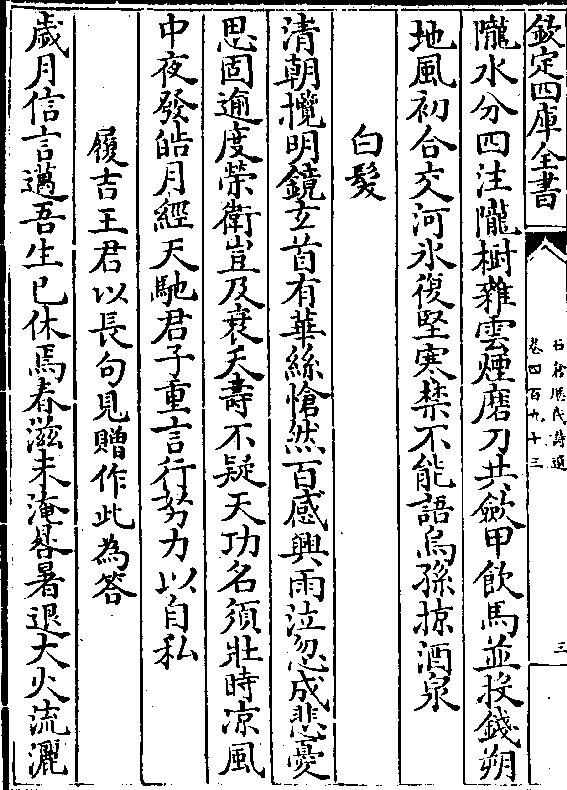 欽定四庫全書
石倉歷代詩選
卷四百九十三
三
隴水分四注隴樹雜雲煙磨刀共歛甲飲馬並投錢朔
地風初合交河氷復堅寒禁不能語烏孫掠酒泉
白髮
清朝攬明鏡玄首有華絲愴然百感興雨泣忽成悲憂
思固逾度榮衛豈及衰夭壽不疑天功名須壯時凉風
中夜發皓月經天馳君子重言行努力以自私
履吉王君以長句見贈作此為答
歲月信言邁吾生已休焉春滋未淹晷暑退大火流灑